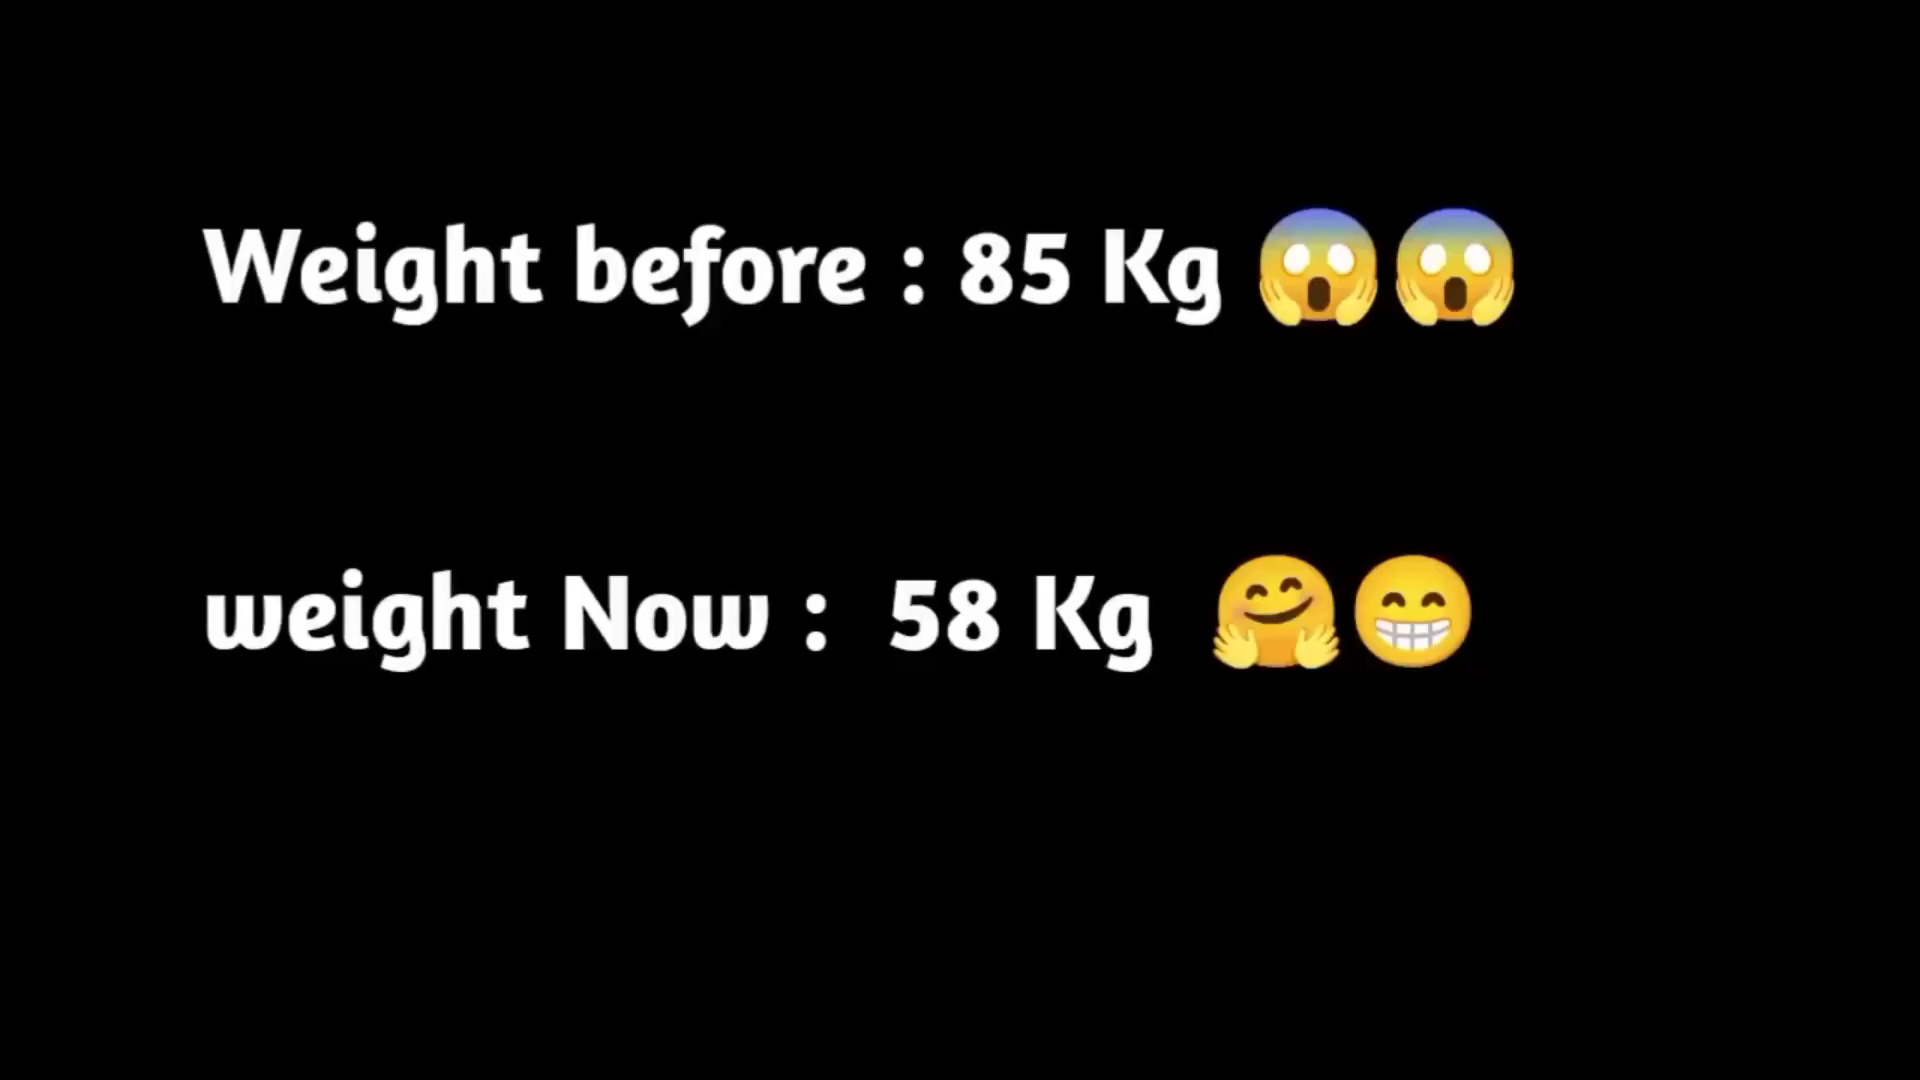 Weight before : 85 Kg 😱😱
weight Now :  58 Kg  🤗😁